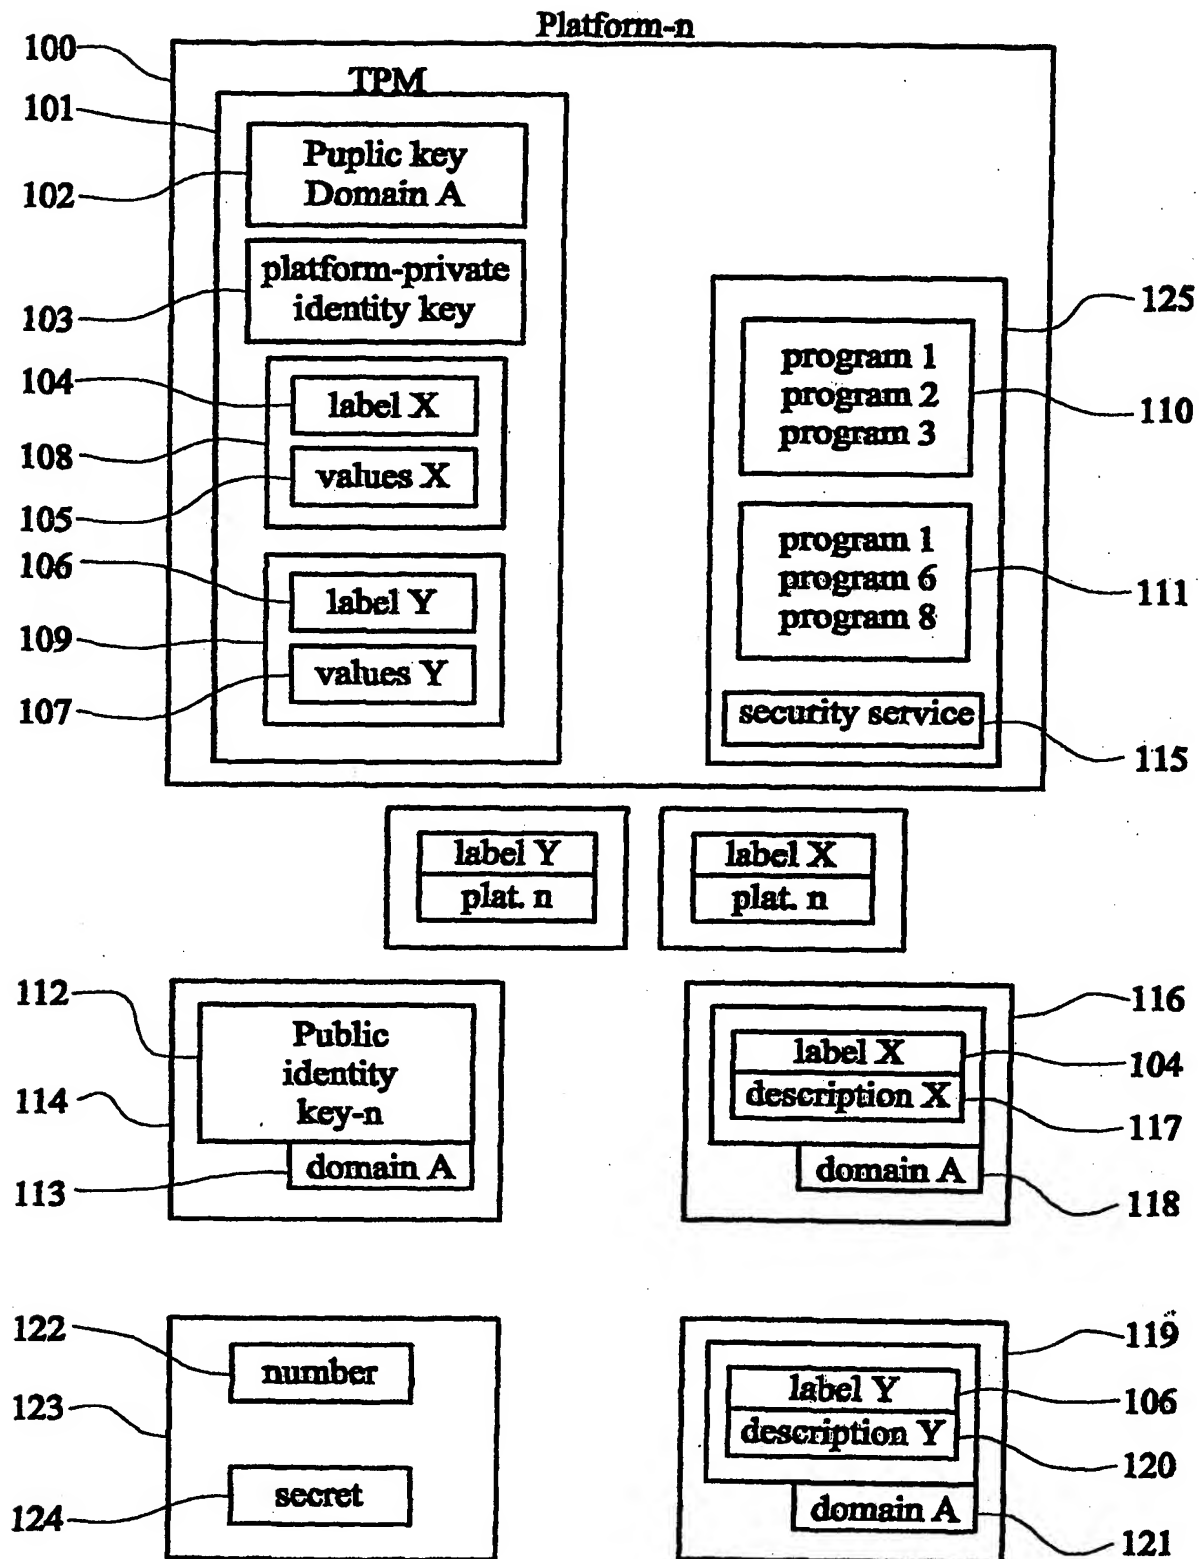 Platform-n
100
TPM
101
Puplic key
Domain A
102
platform-private
identity key
103
104
label X
108
values X
105
106
label Y
109
values Y
107
125
program 1
program 2
program 3
110
program 1
program 6
program 8
111
security service
115
label Y
plat. n
label X
plat. n
112
Public
identity
key-n
114
domain A
113
116
label X
104
description X
117
domain A
118
122
number
123
secret
124
119
label Y
106
description Y
120
domain A
121